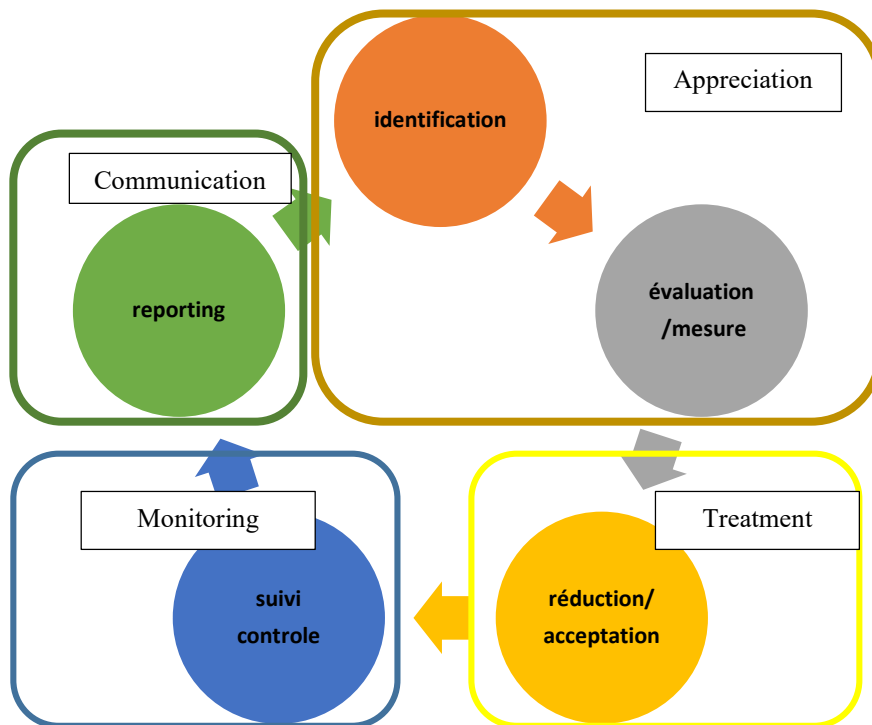 identification
Appreciation
Communication
reporting
évaluation
/mesure
Monitoring
Treatment
suivi
controle
réduction/
acceptation